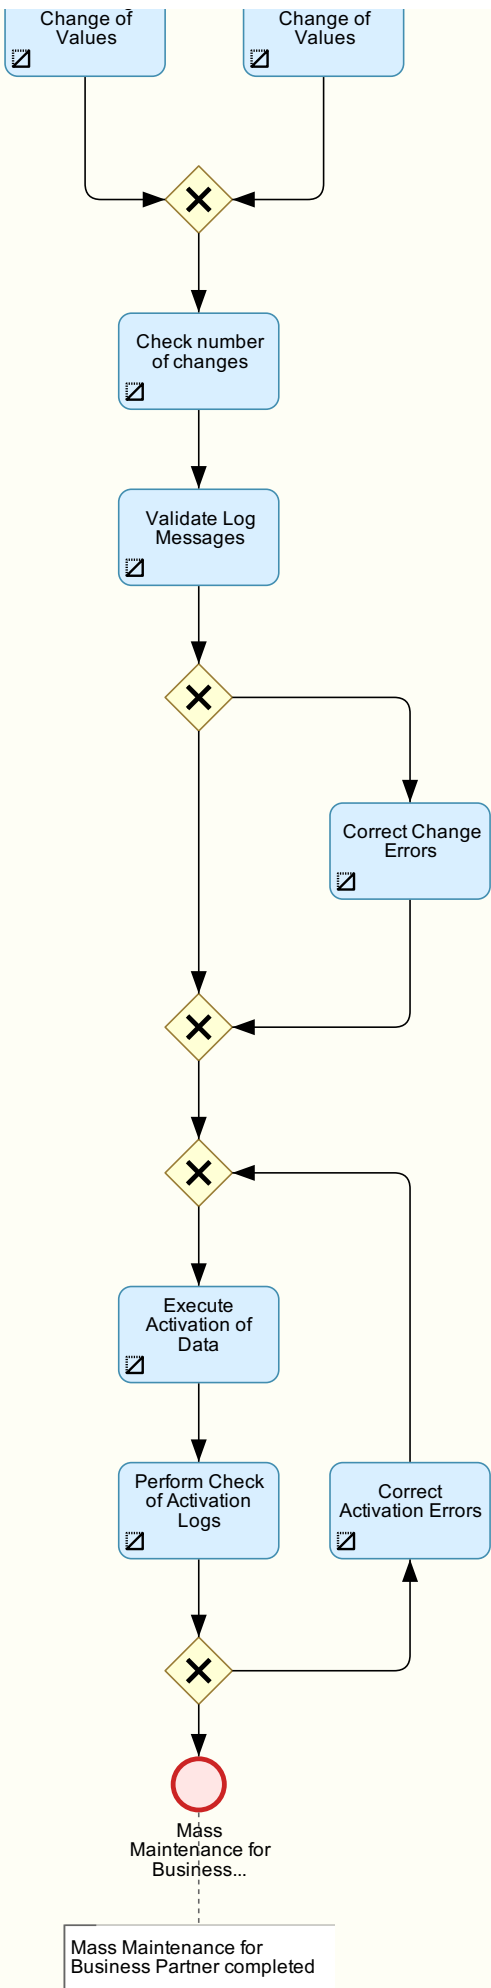 Change of
Values
Change of
Values
Check number
of changes
Validate Log
Messages
Correct Change
Errors
Execute
Activation of
Data
Perform Check
of Activation
Logs
Correct
Activation Errors
Mass
Maintenance for
Business...
Mass Maintenance for
Business Partner completed